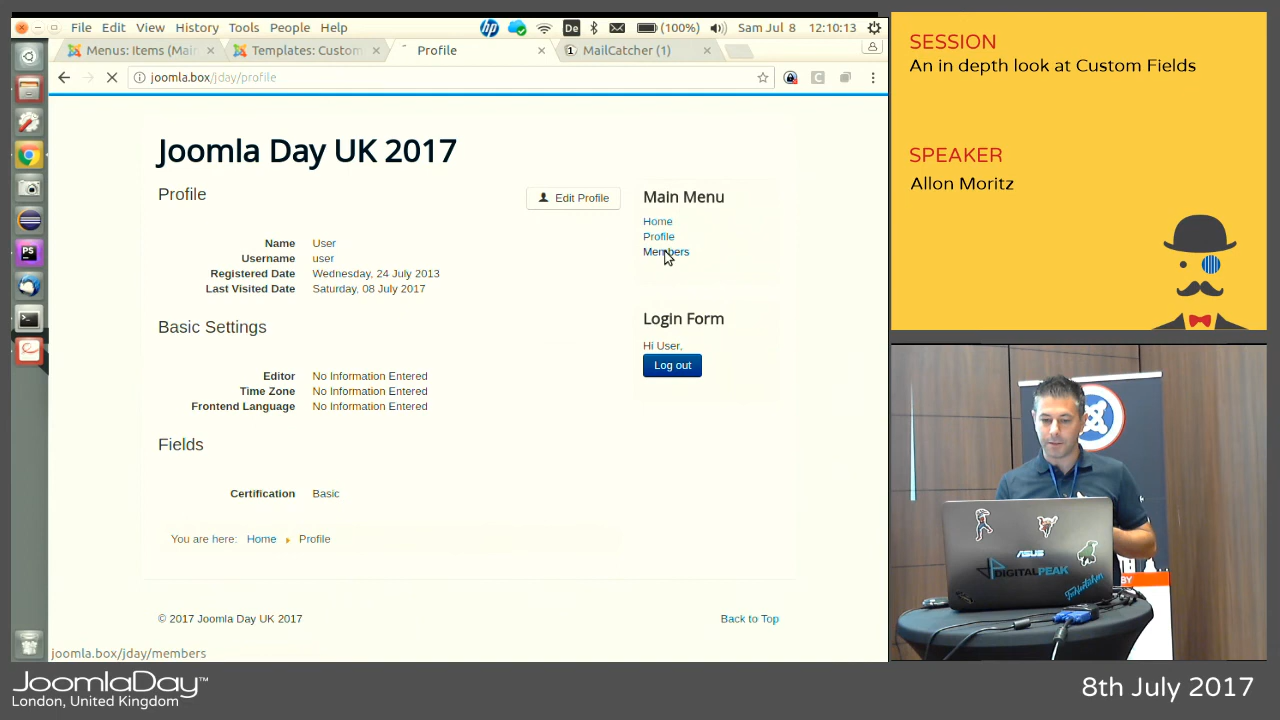 File Edit View History Tools People Help
De (100%) Sam Jul 8 12:10:13
Menus: Items (Main
Templates: Custom
Profile
MailCatcher (1)
joomla.box/jday/profile
Joomla Day UK 2017
Profile
Edit Profile
Name User
Username user
Registered Date Wednesday, 24 July 2013
Last Visited Date Saturday, 08 July 2017
Basic Settings
Editor No Information Entered
Time Zone No Information Entered
Frontend Language No Information Entered
Fields
Certification Basic
You are here: Home Profile
Main Menu
Home
Profile
Members
Login Form
Hi User,
Log out
© 2017 Joomla Day UK 2017
Back to Top
joomla.box/jday/members
SESSION
An in depth look at Custom Fields
SPEAKER
Allon Moritz
ASUS
DIGITALPEAK
BY
JoomlaDay™
London, United Kingdom
8th July 2017